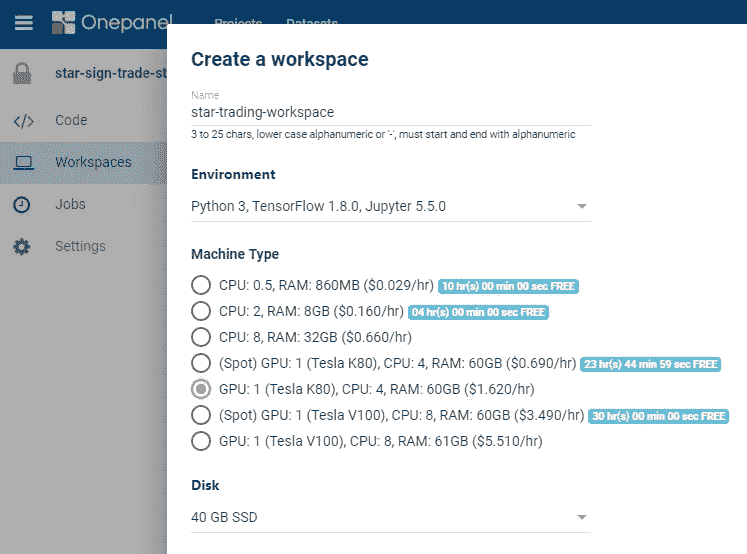 Onepanel
Projects Datasets
star-sign-trade-st
Code
Workspaces
Jobs
Settings
Create a workspace
Name
star-trading-workspace
3 to 25 chars, lower case alphanumeric or '-', must start and end with alphanumeric
Environment
Python 3, TensorFlow 1.8.0, Jupyter 5.5.0
Machine Type
CPU: 0.5, RAM: 860MB ($0.029/hr) 10 hr(s) 00 min 00 sec FREE
CPU: 2, RAM: 8GB ($0.160/hr) 04 hr(s) 00 min 00 sec FREE
CPU: 8, RAM: 32GB ($0.660/hr)
(Spot) GPU: 1 (Tesla K80), CPU: 4, RAM: 60GB ($0.690/hr) 23 hr(s) 44 min 59 sec FREE
GPU: 1 (Tesla K80), CPU: 4, RAM: 60GB ($1.620/hr)
(Spot) GPU: 1 (Tesla V100), CPU: 8, RAM: 60GB ($3.490/hr) 30 hr(s) 00 min 00 sec FREE
GPU: 1 (Tesla V100), CPU: 8, RAM: 61GB ($5.510/hr)
Disk
40 GB SSD